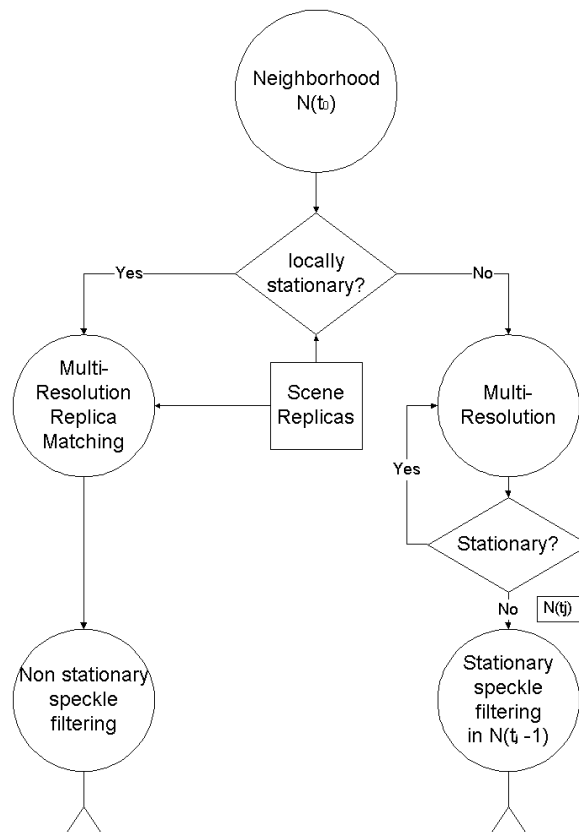 Neighborhood
N(t₀)
locally
stationary?
Yes
No
Multi-
Resolution
Replica
Matching
Scene
Replicas
Multi-
Resolution
Yes
Stationary?
No
N(tj)
Non stationary
speckle
filtering
Stationary
speckle
filtering
in N(tⱼ -1)